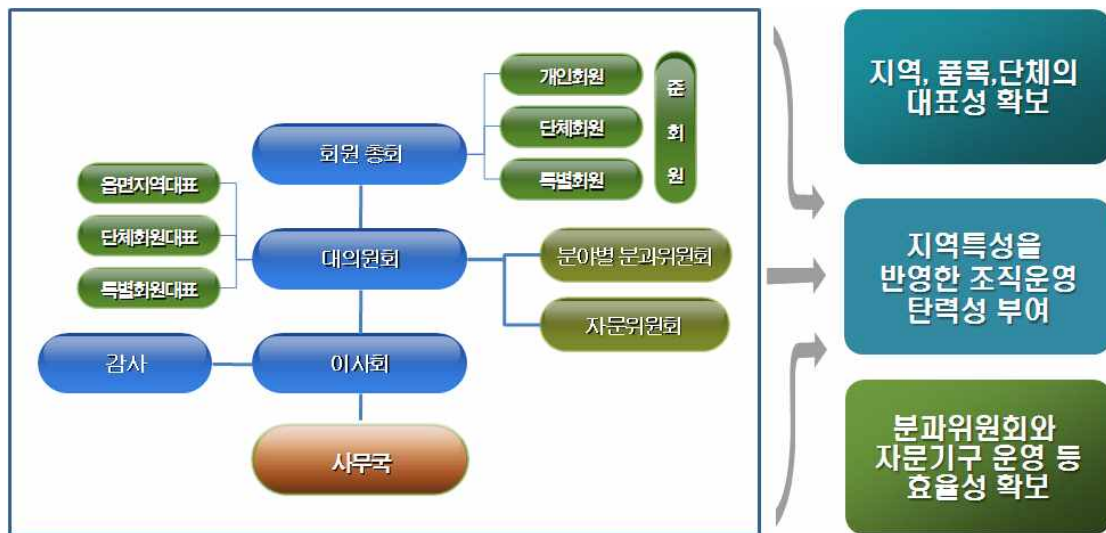 개인회원
단체회원
특별회원
준
회
원
회원 총회
읍면지역대표
단체회원대표
특별회원대표
대의원회
분야별 분과위원회
자문위원회
감사
이사회
사무국
지역, 품목,단체의
대표성 확보
지역특성을
반영한 조직운영
탄력성 부여
분과위원회와
자문기구 운영 등
효율성 확보